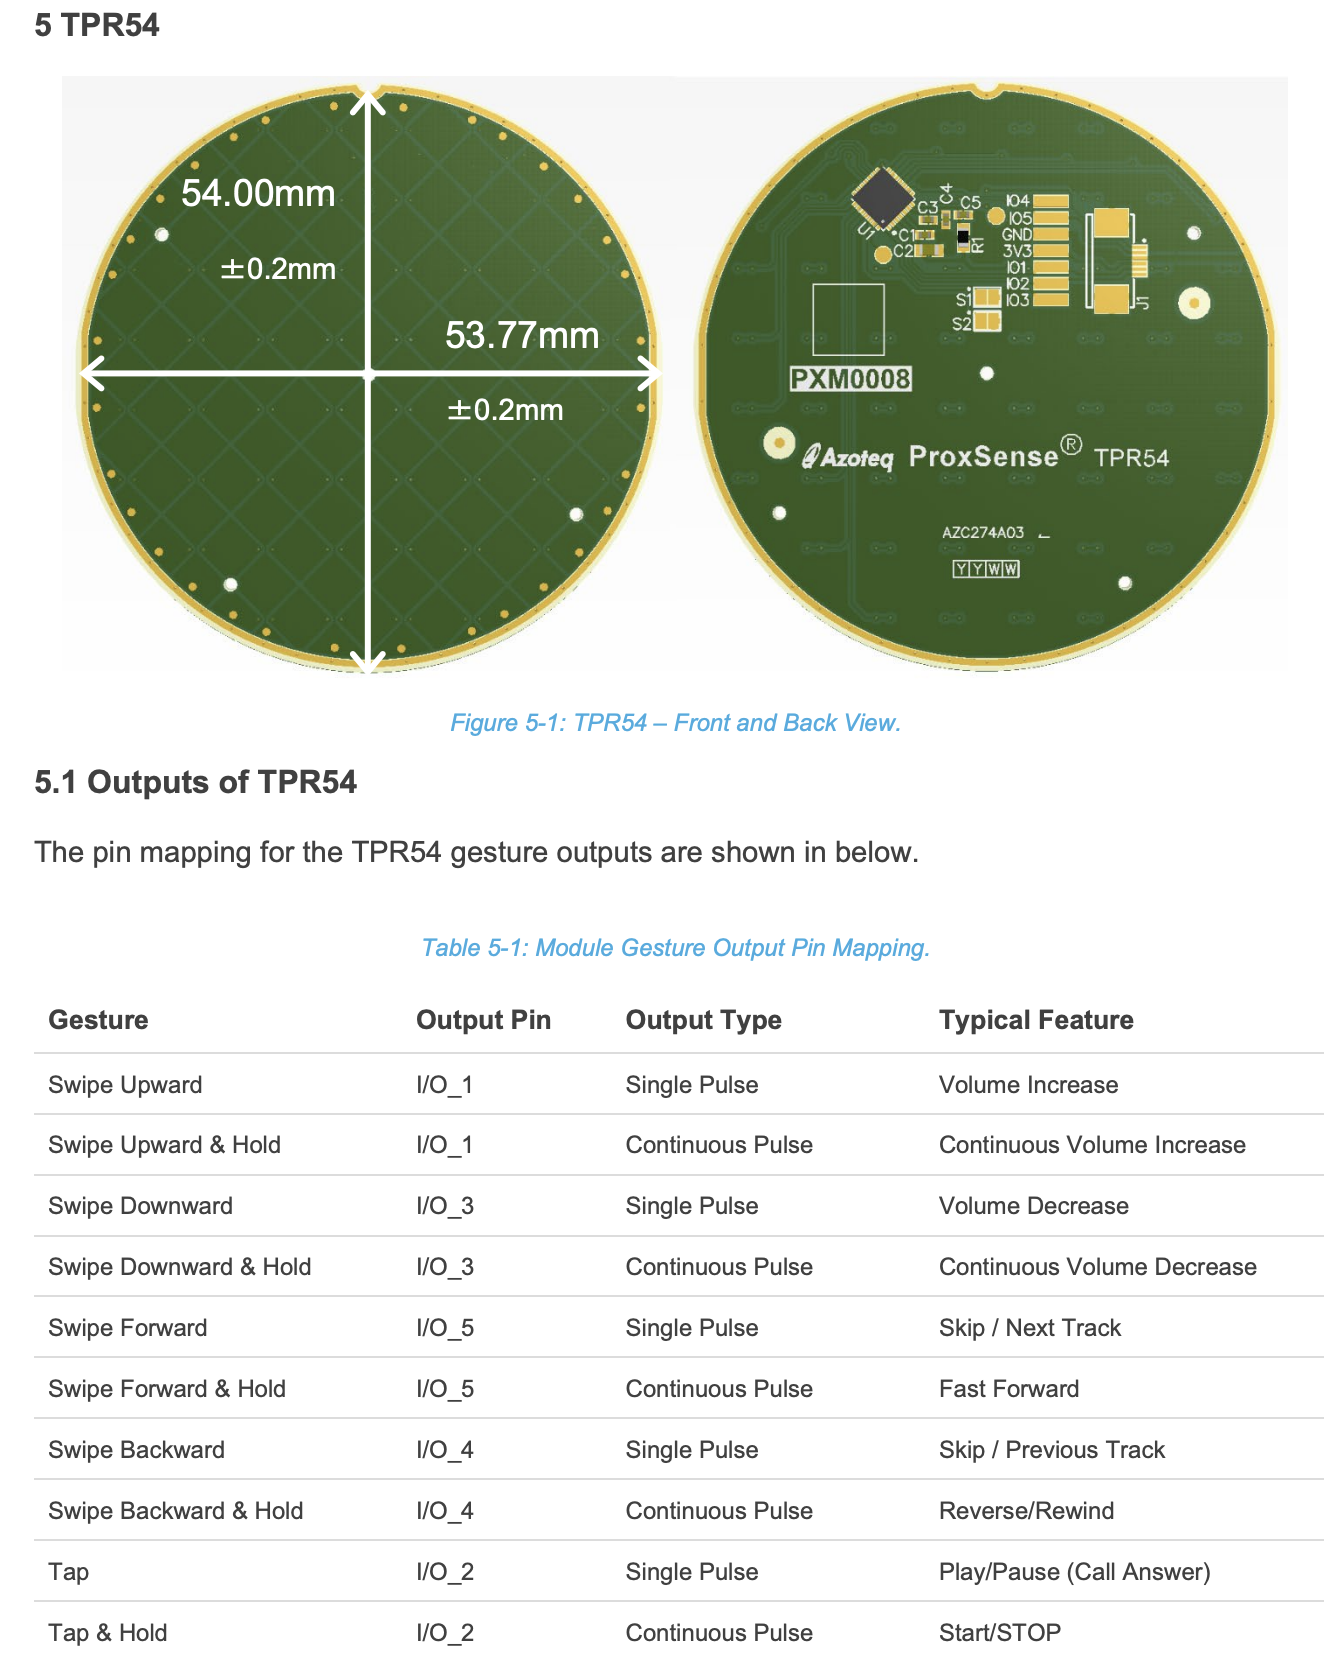 5 TPR54
54.00mm
±0.2mm
53.77mm
±0.2mm
U1
C3
C4
C5
C1
C2
R1
IO4
IO5
GND
3V3
IO1
IO2
IO3
S1
S2
J1
PXM0008
Azoteq ProxSense® TPR54
AZC274A03
YYWW
Figure 5-1: TPR54 – Front and Back View.
5.1 Outputs of TPR54
The pin mapping for the TPR54 gesture outputs are shown in below.
Table 5-1: Module Gesture Output Pin Mapping.
Gesture Output Pin Output Type Typical Feature
Swipe Upward I/O_1 Single Pulse Volume Increase
Swipe Upward & Hold I/O_1 Continuous Pulse Continuous Volume Increase
Swipe Downward I/O_3 Single Pulse Volume Decrease
Swipe Downward & Hold I/O_3 Continuous Pulse Continuous Volume Decrease
Swipe Forward I/O_5 Single Pulse Skip / Next Track
Swipe Forward & Hold I/O_5 Continuous Pulse Fast Forward
Swipe Backward I/O_4 Single Pulse Skip / Previous Track
Swipe Backward & Hold I/O_4 Continuous Pulse Reverse/Rewind
Tap I/O_2 Single Pulse Play/Pause (Call Answer)
Tap & Hold I/O_2 Continuous Pulse Start/STOP